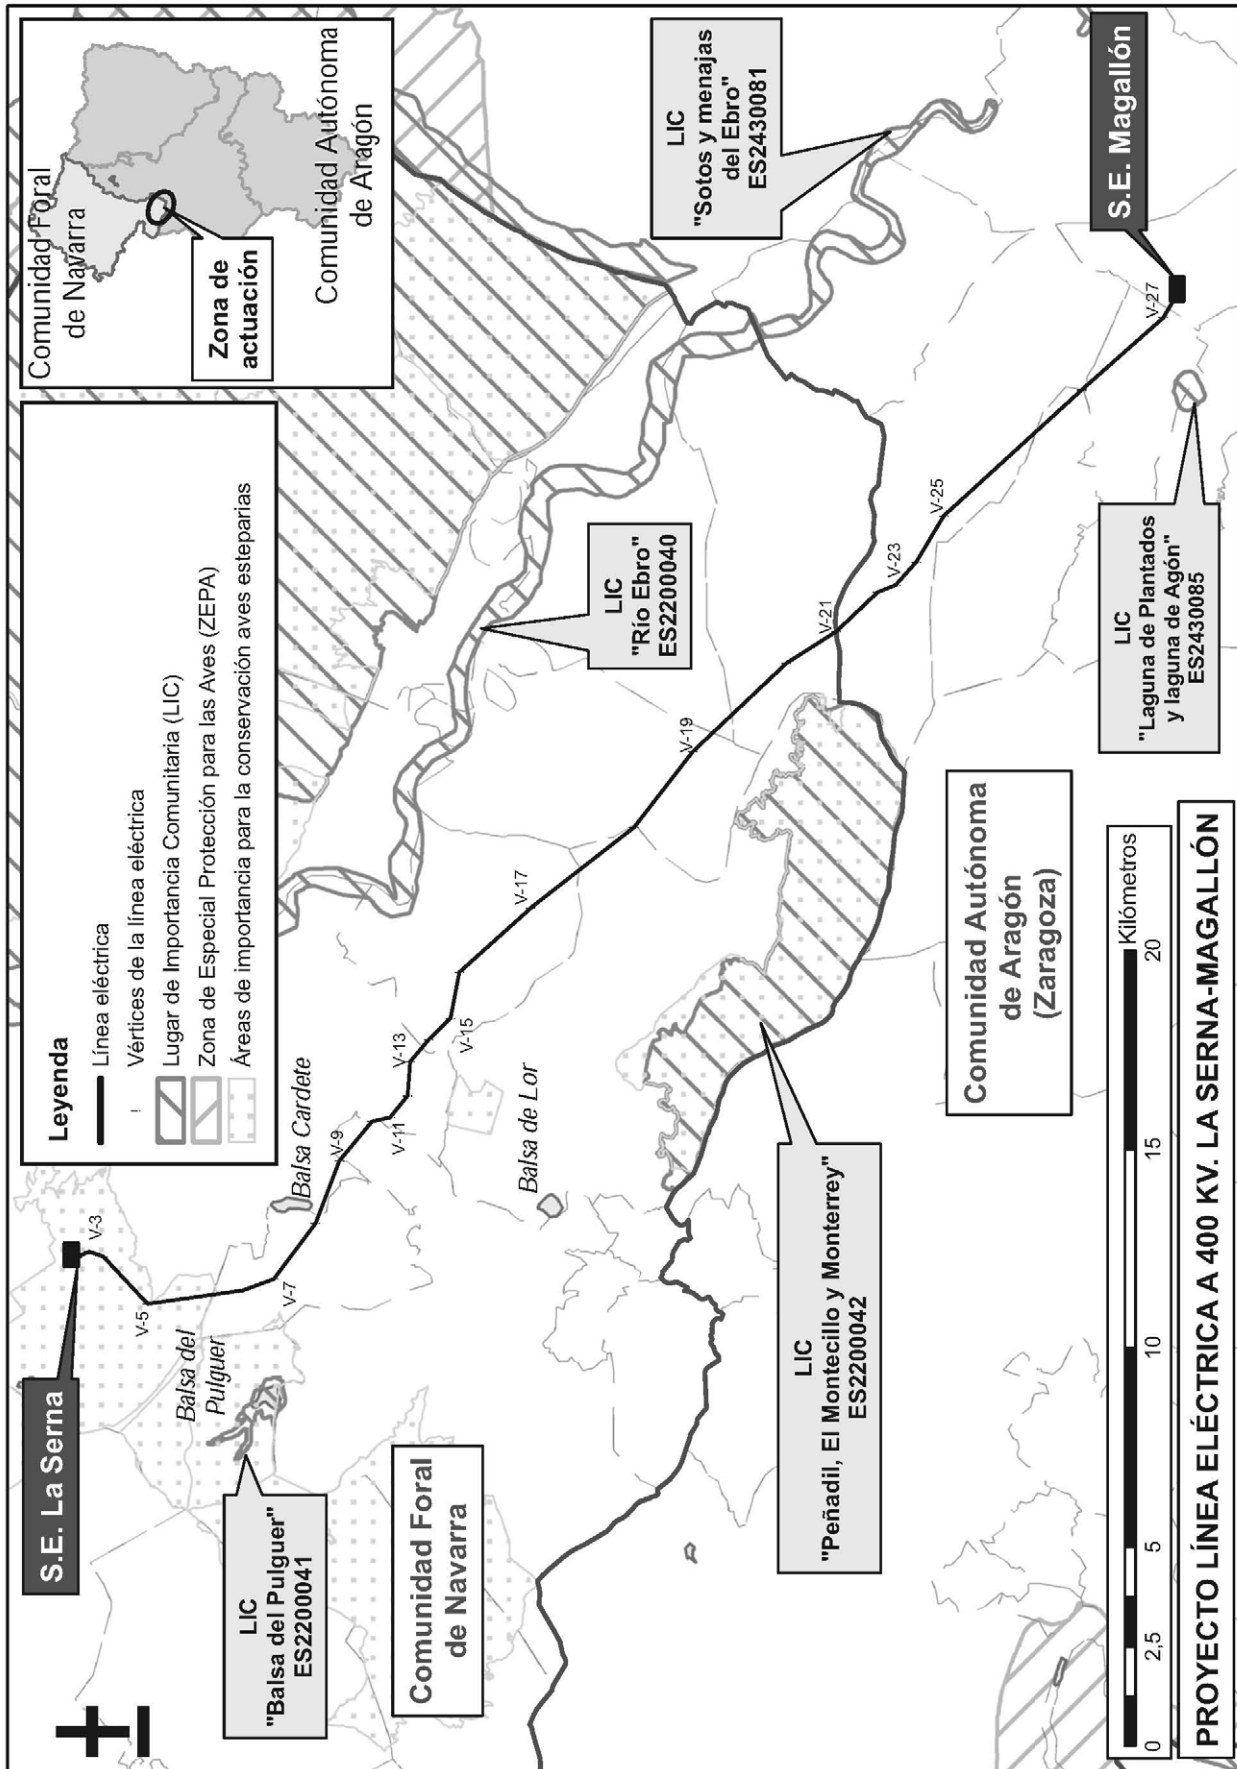 S.E. La Serna
V-3
V-5
V-7
V-9
V-11
V-13
V-15
V-17
V-19
V-21
V-23
V-25
V-27
S.E. Magallón
Balsa del
Pulguer
Balsa Cardete
Balsa de Lor
LIC
"Balsa del Pulguer"
ES2200041
Comunidad Foral
de Navarra
LIC
"Peñadil, El Montecillo y Monterrey"
ES2200042
LIC
"Río Ebro"
ES2200040
LIC
"Sotos y menajas
del Ebro"
ES2430081
LIC
"Laguna de Plantados
y laguna de Agón"
ES2430085
Comunidad Autónoma
de Aragón
(Zaragoza)
Leyenda
Línea eléctrica
Vértices de la línea eléctrica
Lugar de Importancia Comunitaria (LIC)
Zona de Especial Protección para las Aves (ZEPA)
Áreas de importancia para la conservación aves esteparias
Comunidad Foral
de Navarra
Zona de
actuación
Comunidad Autónoma
de Aragón
0 2,5 5 10 15 20
Kilómetros
PROYECTO LÍNEA ELÉCTRICA A 400 KV. LA SERNA-MAGALLÓN